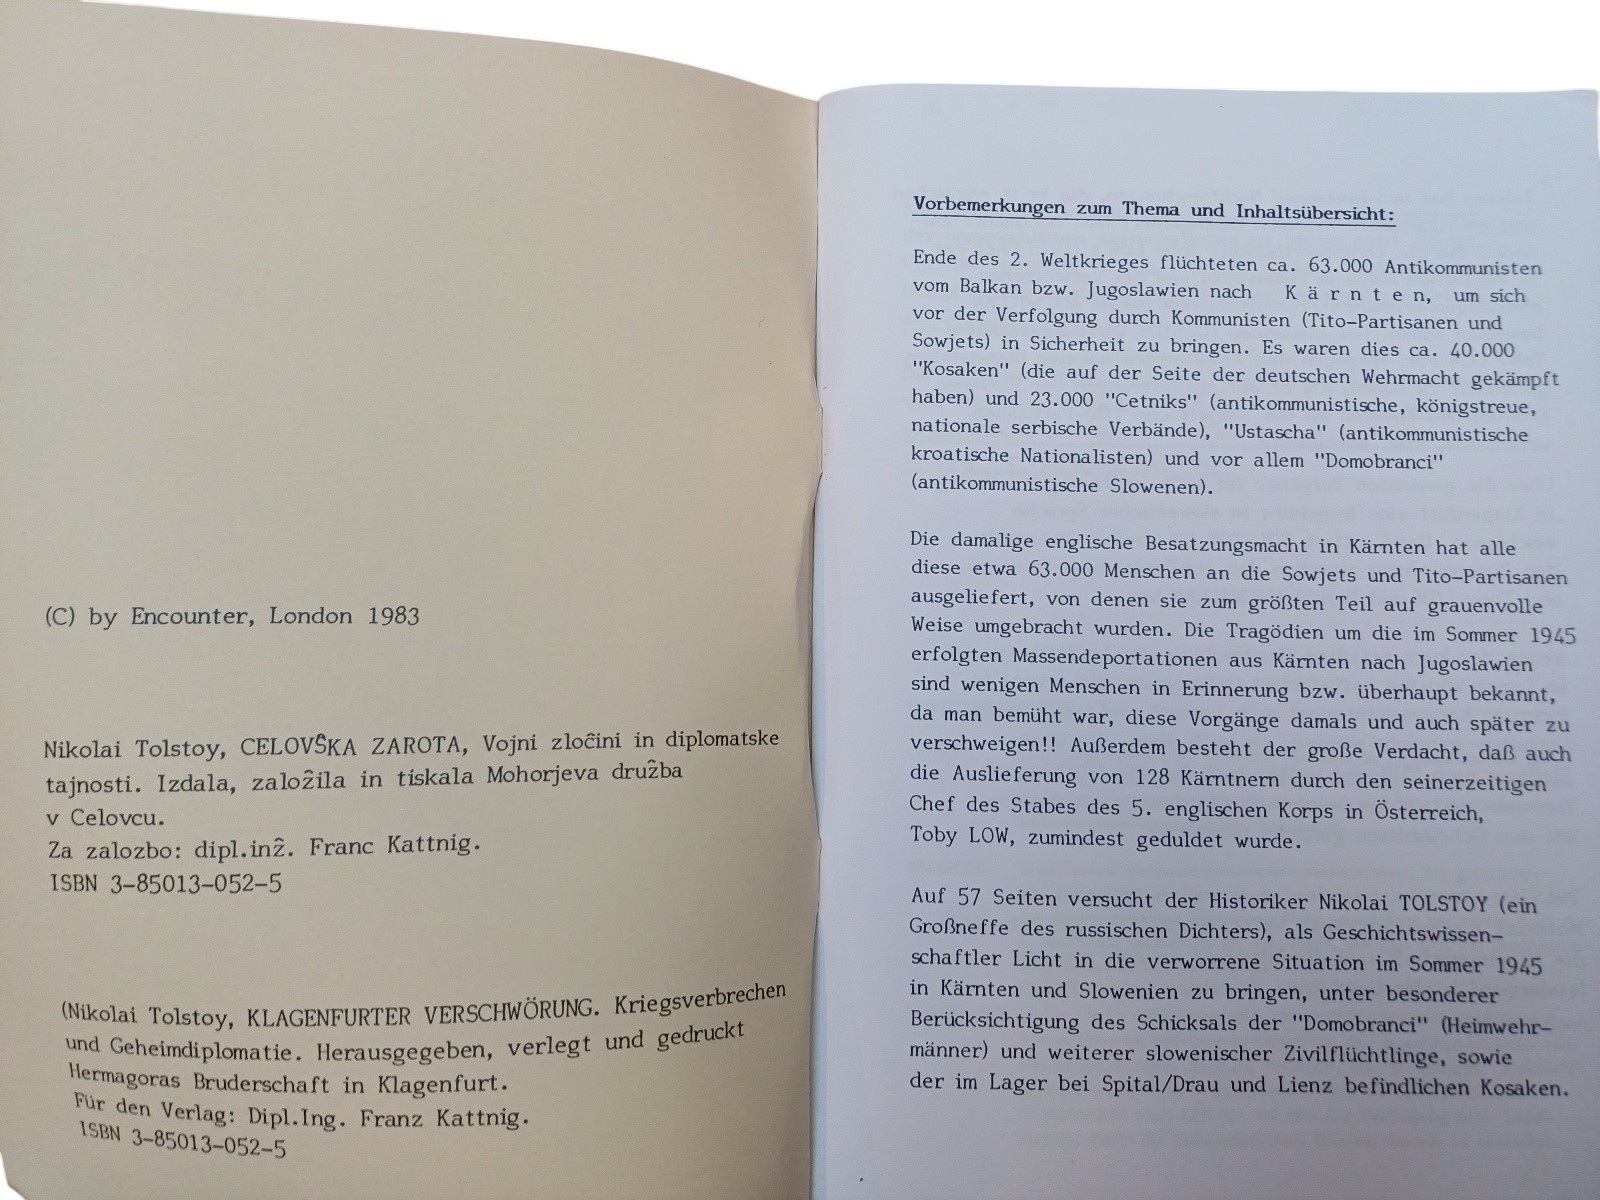 (C) by Encounter, London 1983
Nikolai Tolstoy, CELOVŜKA ZAROTA, Vojni zloĉini in diplomatske
tajnosti. Izdala, zaloẑila in tiskala Mohorjeva druẑba
v Celovcu.
Za zalozbo: dipl.inẑ. Franc Kattnig.
ISBN 3-85013-052-5
(Nikolai Tolstoy, KLAGENFURTER VERSCHWÖRUNG. Kriegsverbrechen
und Geheimdiplomatie. Herausgegeben, verlegt und gedruckt
Hermagoras Bruderschaft in Klagenfurt.
Für den Verlag: Dipl.Ing. Franz Kattnig.
ISBN 3-85013-052-5
Vorbemerkungen zum Thema und Inhaltsübersicht:
Ende des 2. Weltkrieges flüchteten ca. 63.000 Antikommunisten
vom Balkan bzw. Jugoslawien nach K ä r n t e n, um sich
vor der Verfolgung durch Kommunisten (Tito-Partisanen und
Sowjets) in Sicherheit zu bringen. Es waren dies ca. 40.000
"Kosaken" (die auf der Seite der deutschen Wehrmacht gekämpft
haben) und 23.000 "Cetniks" (antikommunistische, königstreue,
nationale serbische Verbände), "Ustascha" (antikommunistische
kroatische Nationalisten) und vor allem "Domobranci"
(antikommunistische Slowenen).
Die damalige englische Besatzungsmacht in Kärnten hat alle
diese etwa 63.000 Menschen an die Sowjets und Tito-Partisanen
ausgeliefert, von denen sie zum größten Teil auf grauenvolle
Weise umgebracht wurden. Die Tragödien um die im Sommer 1945
erfolgten Massendeportationen aus Kärnten nach Jugoslawien
sind wenigen Menschen in Erinnerung bzw. überhaupt bekannt,
da man bemüht war, diese Vorgänge damals und auch später zu
verschweigen!! Außerdem besteht der große Verdacht, daß auch
die Auslieferung von 128 Kärntnern durch den seinerzeitigen
Chef des Stabes des 5. englischen Korps in Österreich,
Toby LOW, zumindest geduldet wurde.
Auf 57 Seiten versucht der Historiker Nikolai TOLSTOY (ein
Großneffe des russischen Dichters), als Geschichtswissen-
schaftler Licht in die verworrene Situation im Sommer 1945
in Kärnten und Slowenien zu bringen, unter besonderer
Berücksichtigung des Schicksals der "Domobranci" (Heimwehr-
männer) und weiterer slowenischer Zivilflüchtlinge, sowie
der im Lager bei Spital/Drau und Lienz befindlichen Kosaken.